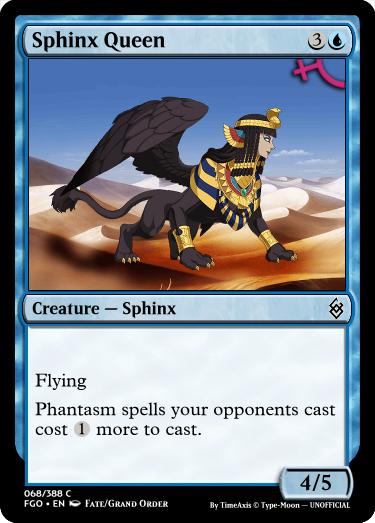 Sphinx Queen 3
Creature — Sphinx
Flying
Phantasm spells your opponents cast
cost 1 more to cast.
4/5
068/388 C
FGO • EN Fate/Grand Order
By TimeAxis © Type-Moon — UNOFFICIAL